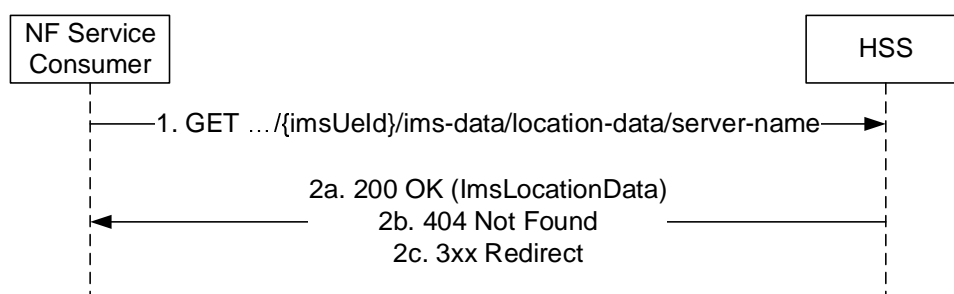 NF Service
Consumer
HSS
1. GET …/{imsUeId}/ims-data/location-data/server-name
2a. 200 OK (ImsLocationData)
2b. 404 Not Found
2c. 3xx Redirect